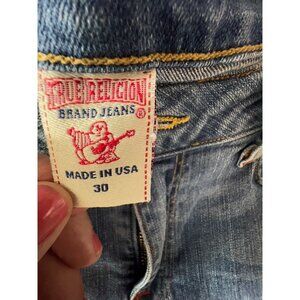 TRUE RELIGION
BRAND JEANS®
MADE IN USA
30